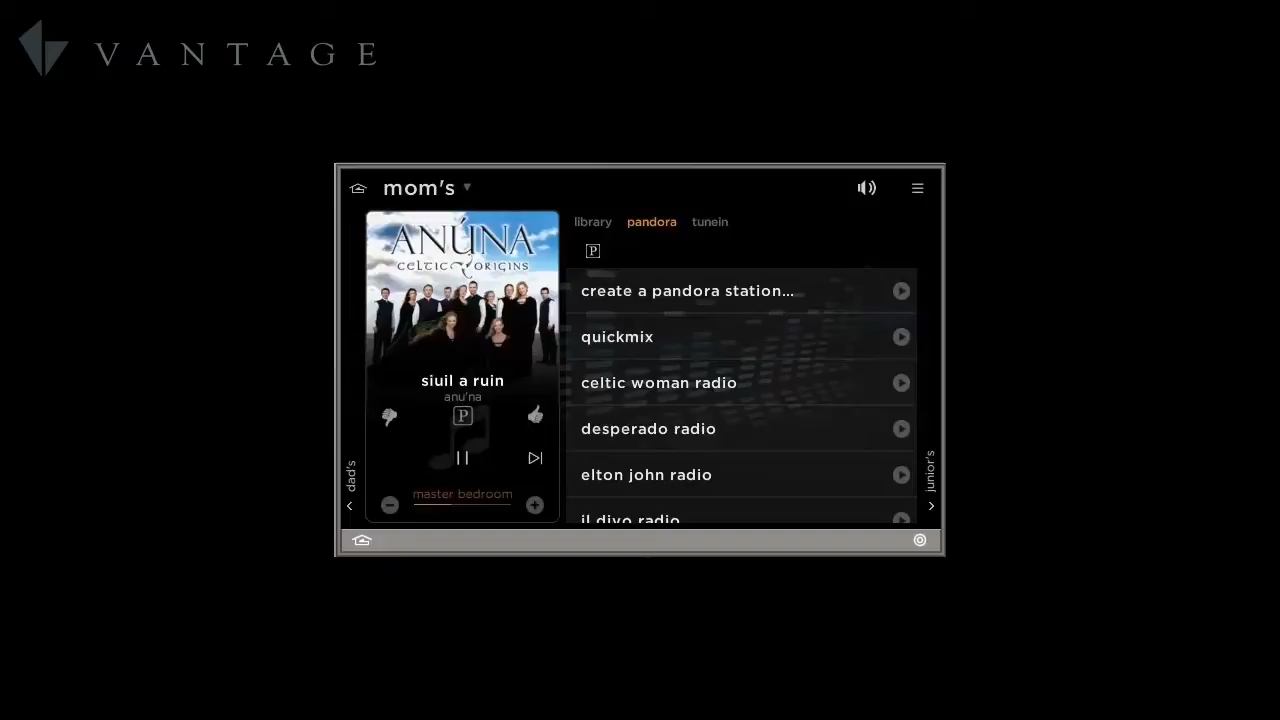 VANTAGE
mom's
library pandora tunein
P
ANÚNA
CELTIC ORIGINS
create a pandora station...
quickmix
celtic woman radio
siuil a ruin
anu'na
P
desperado radio
elton john radio
master bedroom
il divo radio
dad's
junior's